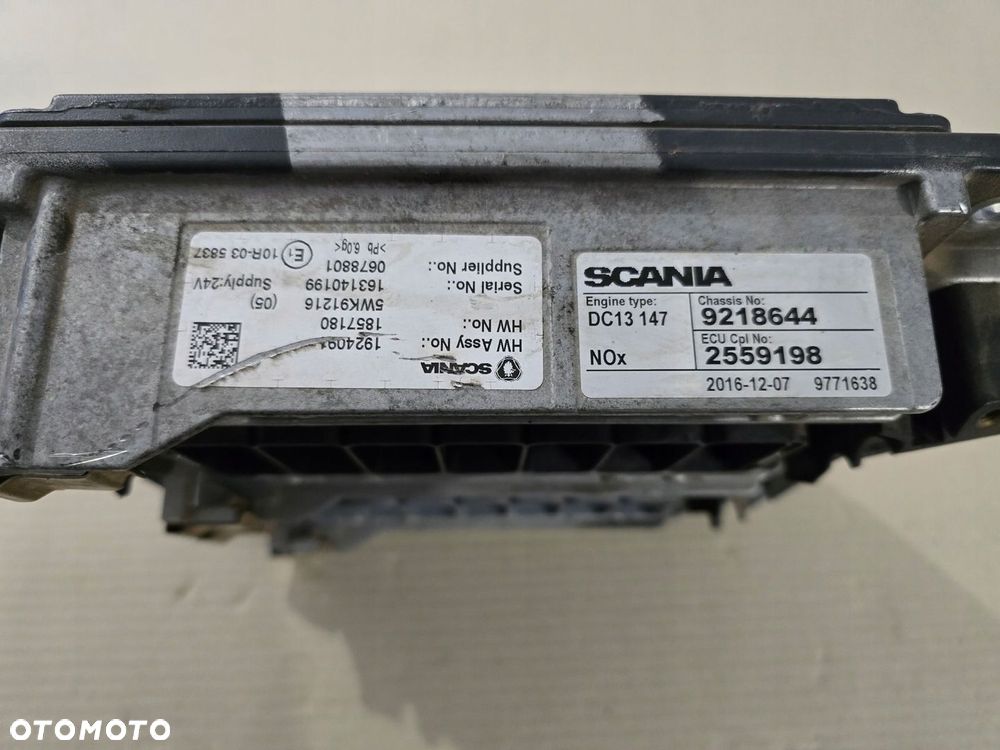 SCANIA
HW Assy No.: 1924091
HW No.: 1857180
5WK91216 (05)
Serial No.: 163140199 Supply:24V
Supplier No.: 0678801
>Pb 6.0g< E1 10R-03 5837
SCANIA
Engine type: Chassis No:
DC13 147 9218644
ECU Cpl No:
NOx 2559198
2016-12-07 9771638
OTOMOTO